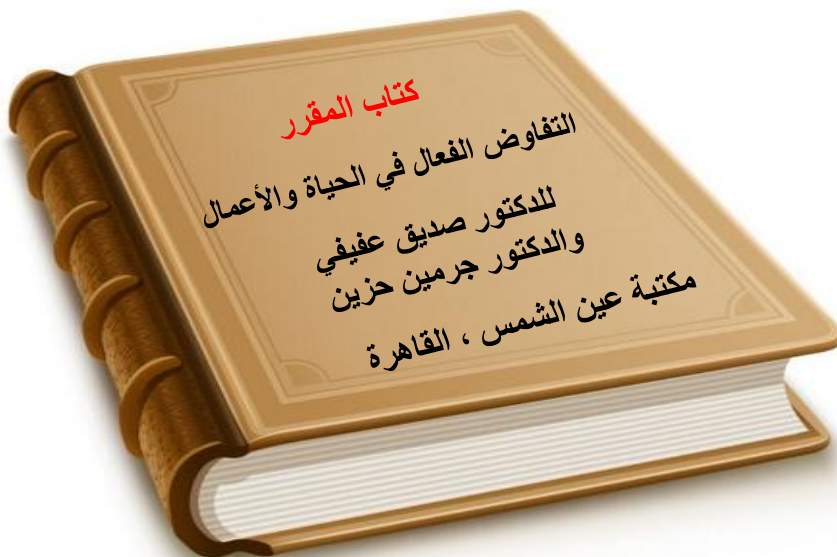 كتاب المقرر
التفاوض الفعال في الحياة والأعمال
للدكتور صديق عفيفي
والدكتور جرمين حزين
مكتبة عين الشمس ، القاهرة